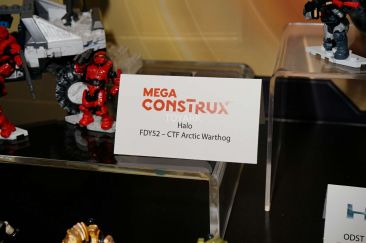 MEGA
CONSTRUX
Halo
FDY52 – CTF Arctic Warthog
H
ODST